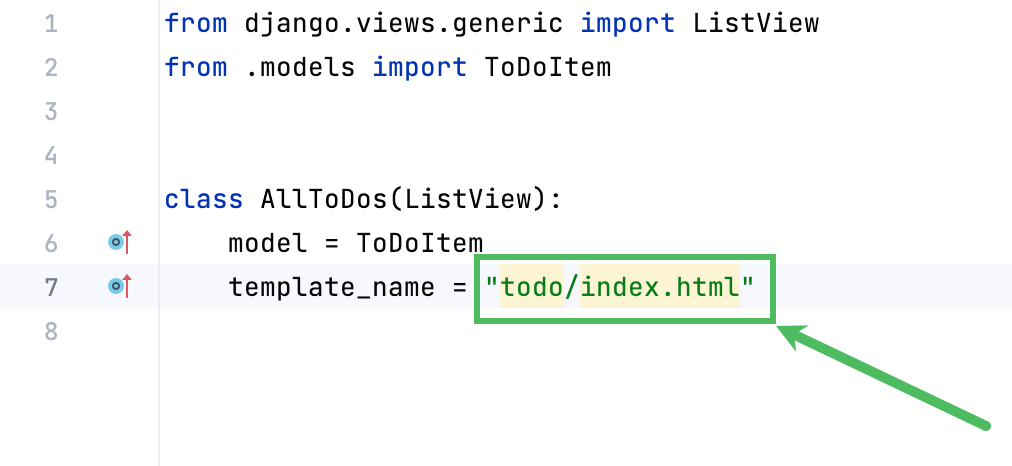 1 from django.views.generic import ListView
2 from .models import ToDoItem
3
4
5 class AllToDos(ListView):
6     model = ToDoItem
7     template_name = "todo/index.html"
8